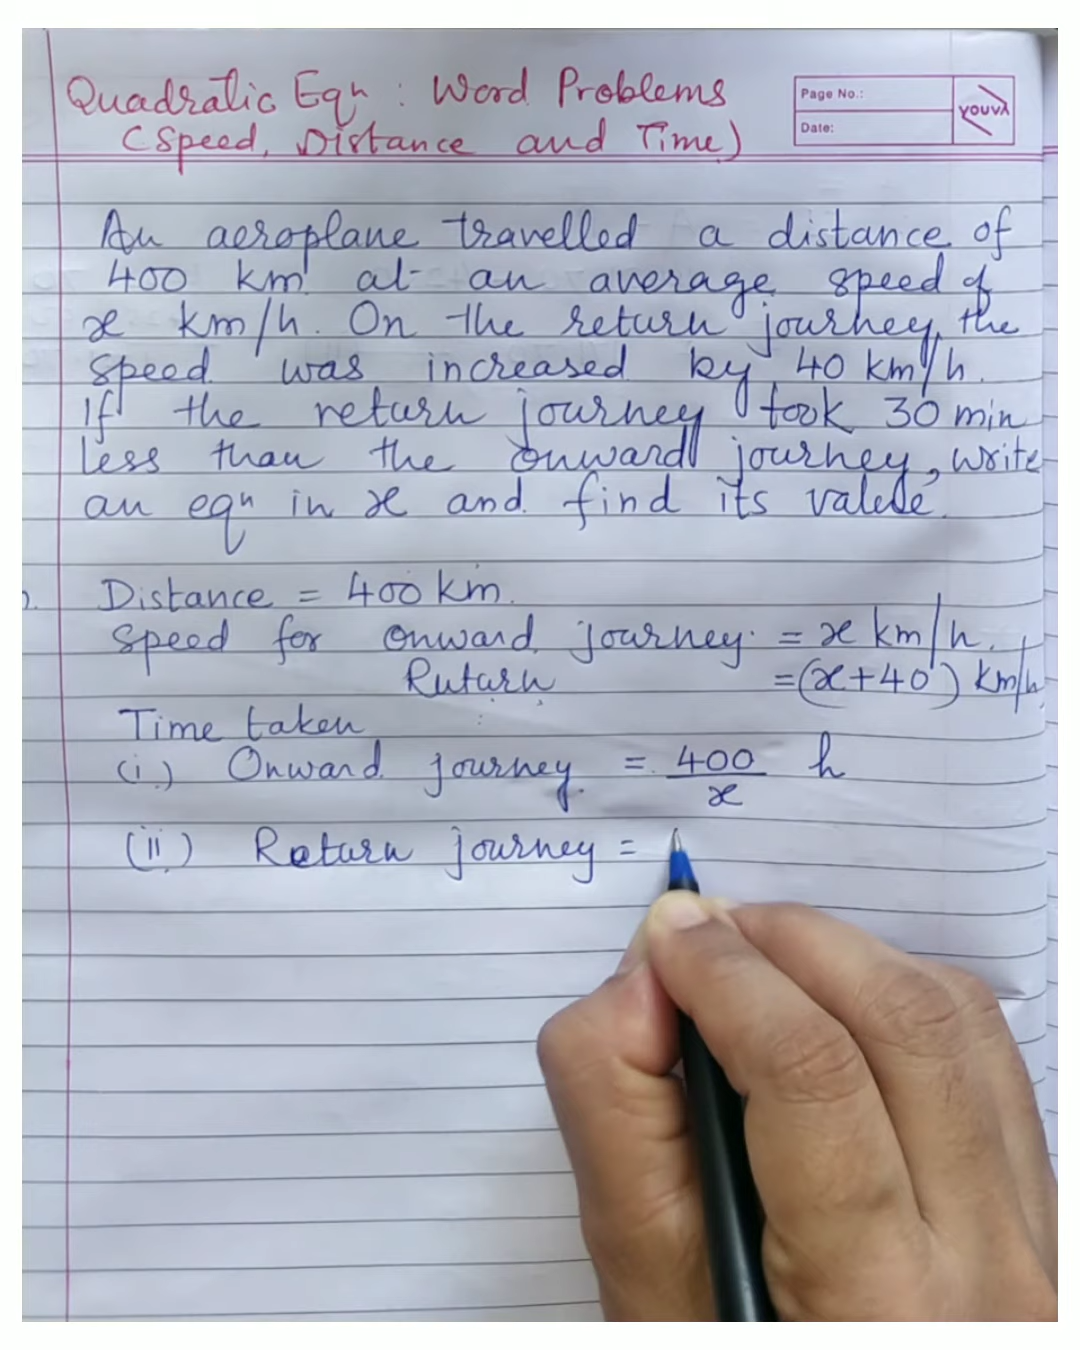 Quadratic Eqn : Word Problems
(Speed, Distance and Time)
Page No.:
Date:
youva
An aeroplane travelled a distance of
400 km at an average speed of
x km/h. On the return journey, the
speed was increased by 40 km/h.
If the return journey took 30 min
less than the onward journey, write
an eqn in x and find its value.
Distance = 400 km.
Speed for onward journey = x km/h.
Ruturn = (x+40) km/h.
Time taken
(i.) Onward journey = 400/x h
(ii) Return journey =